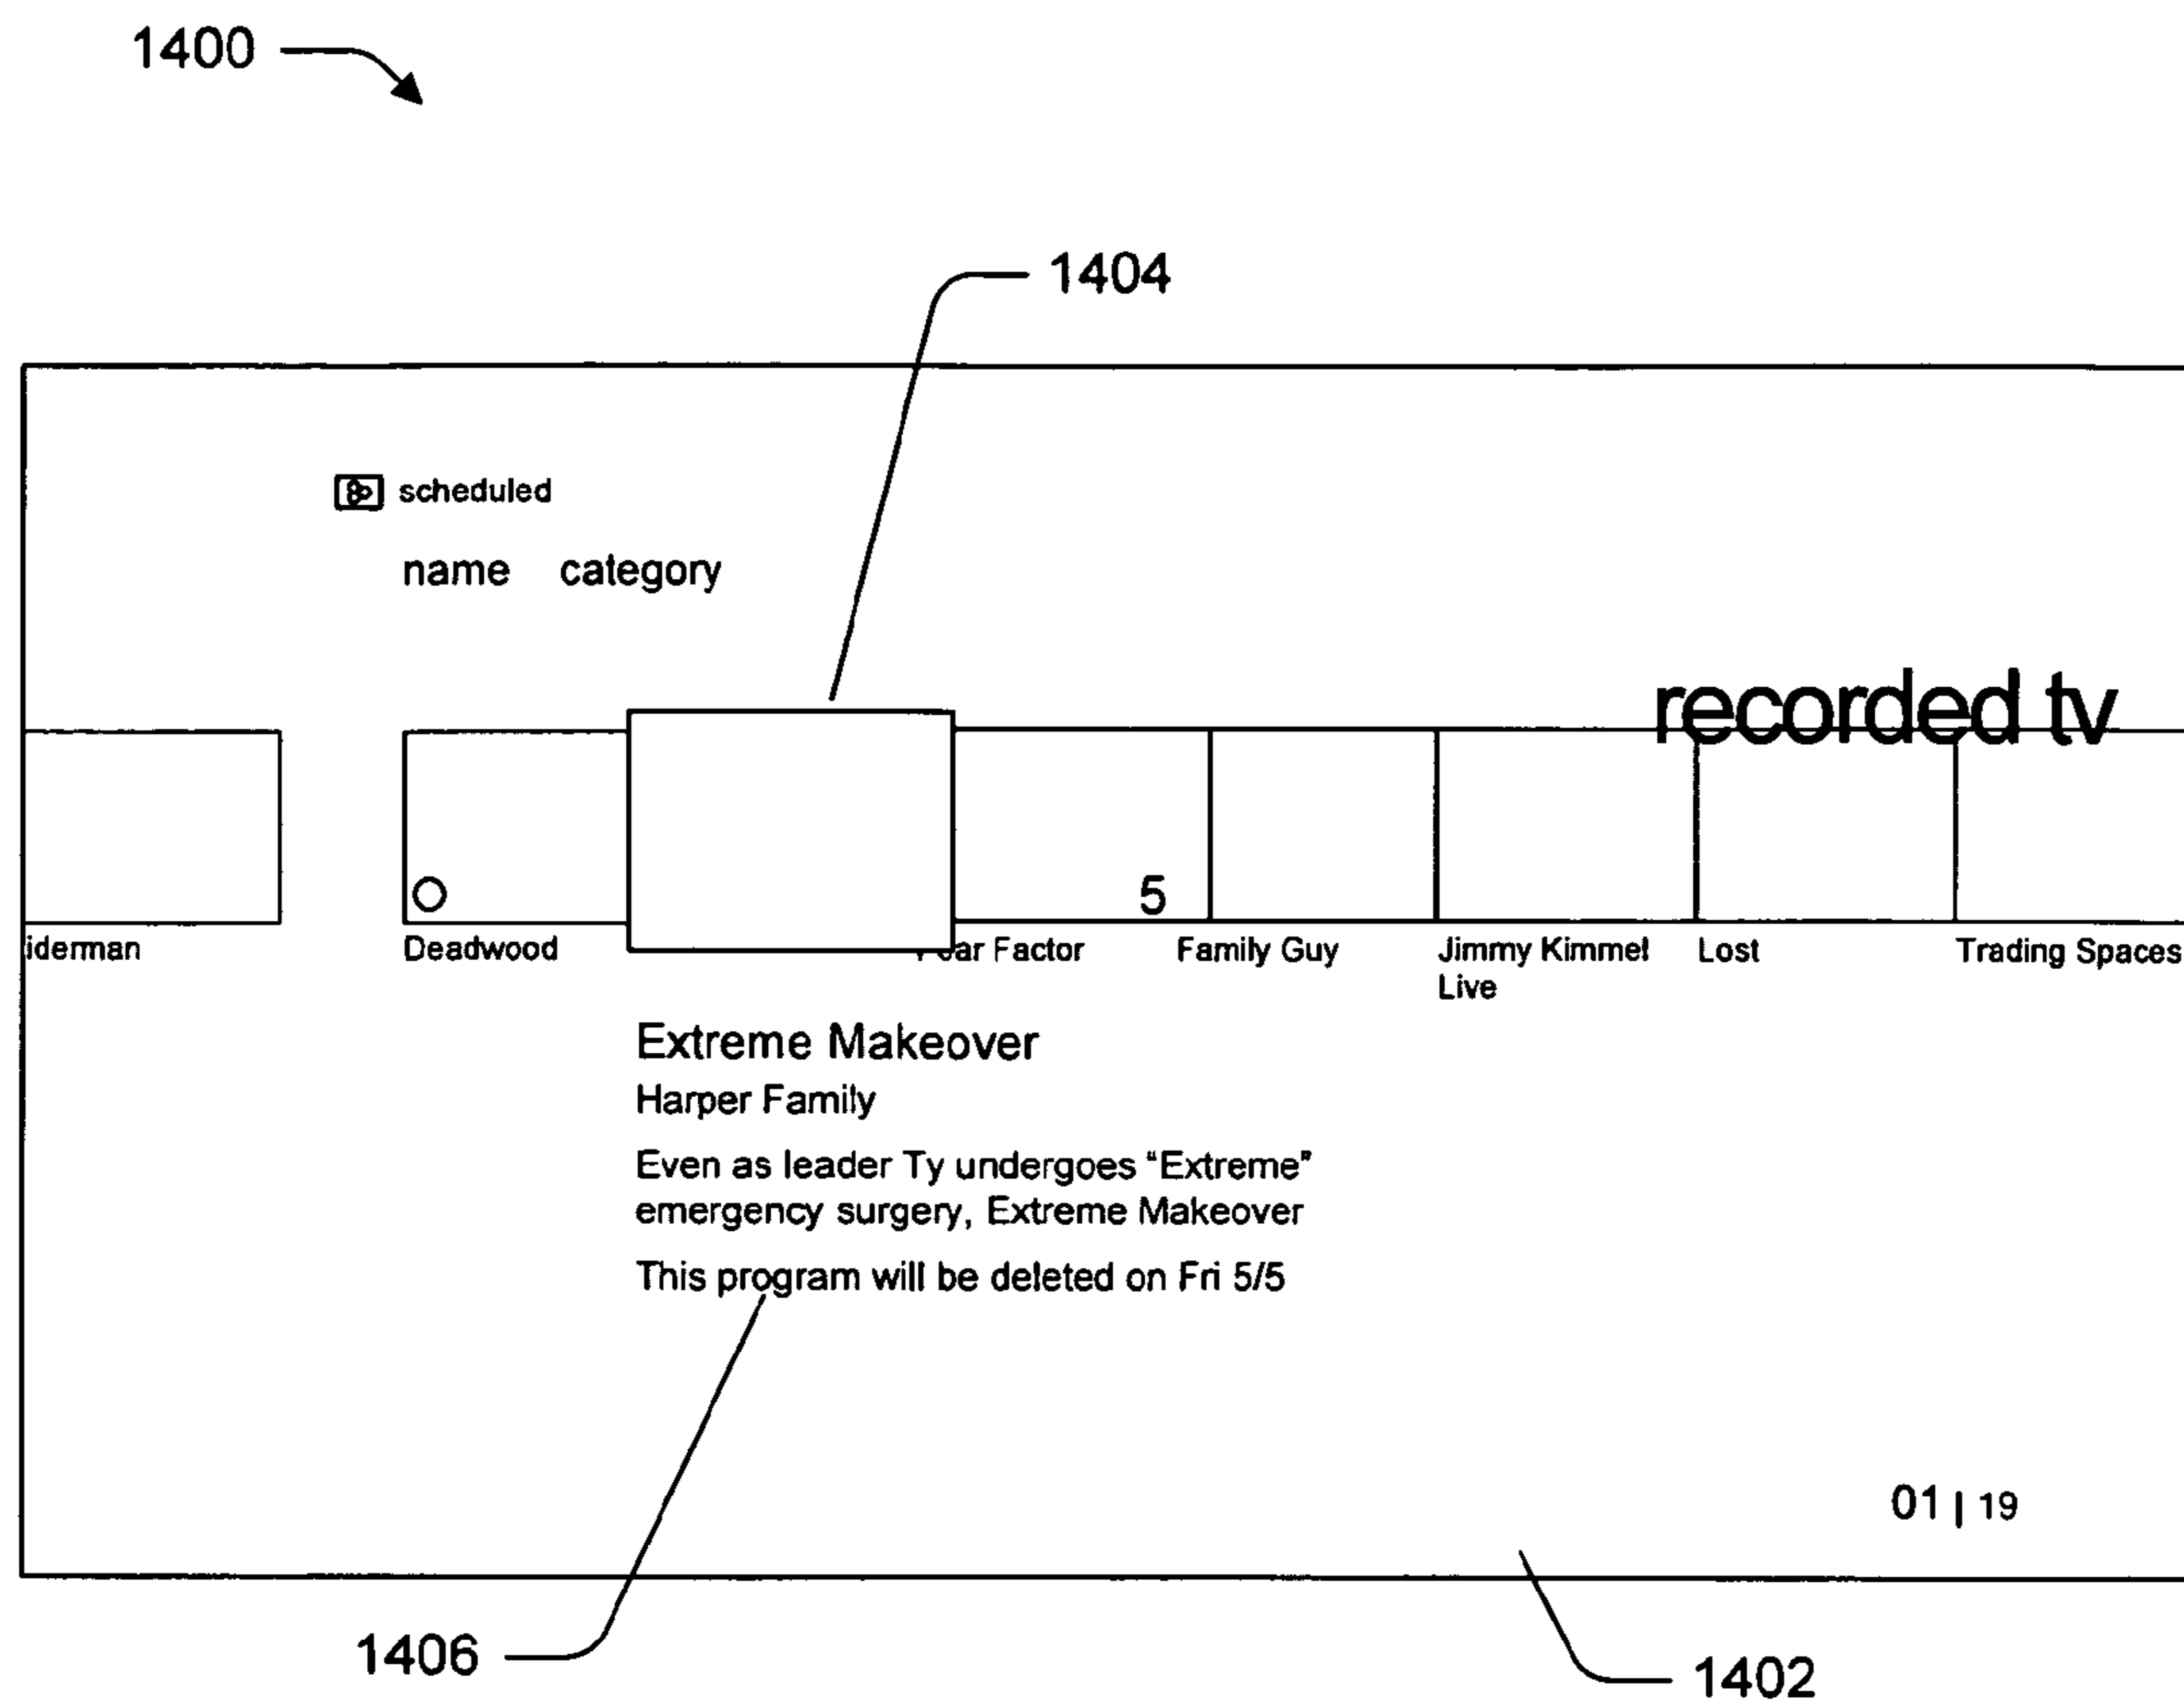 1400
1404
scheduled
name category
recorded tv
5
iderman Deadwood ear Factor Family Guy Jimmy Kimmel Lost Trading Spaces
Live
Extreme Makeover
Harper Family
Even as leader Ty undergoes “Extreme”
emergency surgery, Extreme Makeover
This program will be deleted on Fri 5/5
01 | 19
1406
1402